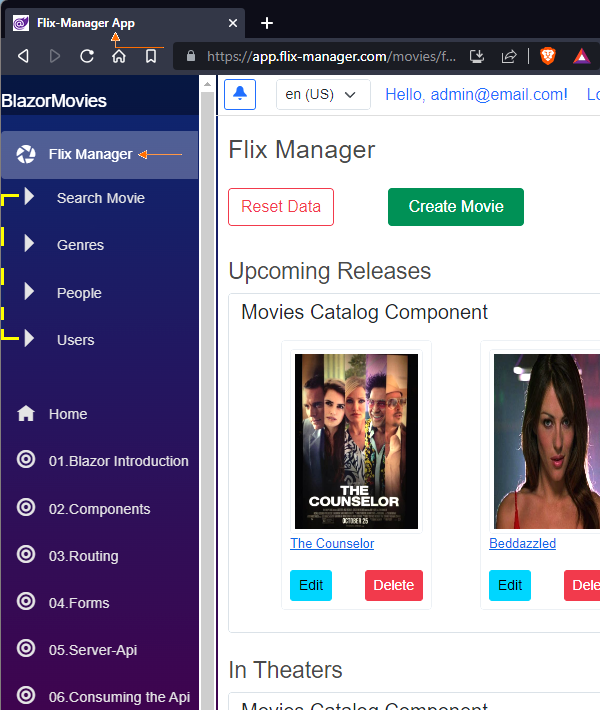 Flix-Manager App
https://app.flix-manager.com/movies/f...
BlazorMovies
en (US)
Hello, admin@email.com!
Lo
Flix Manager
Search Movie
Genres
People
Users
Home
01.Blazor Introduction
02.Components
03.Routing
04.Forms
05.Server-Api
06.Consuming the Api
Flix Manager
Reset Data
Create Movie
Upcoming Releases
Movies Catalog Component
THE
COUNSELOR
OCTOBER 25
The Counselor
Beddazzled
Edit
Delete
Edit
Dele
In Theaters
Movies Catalog Component